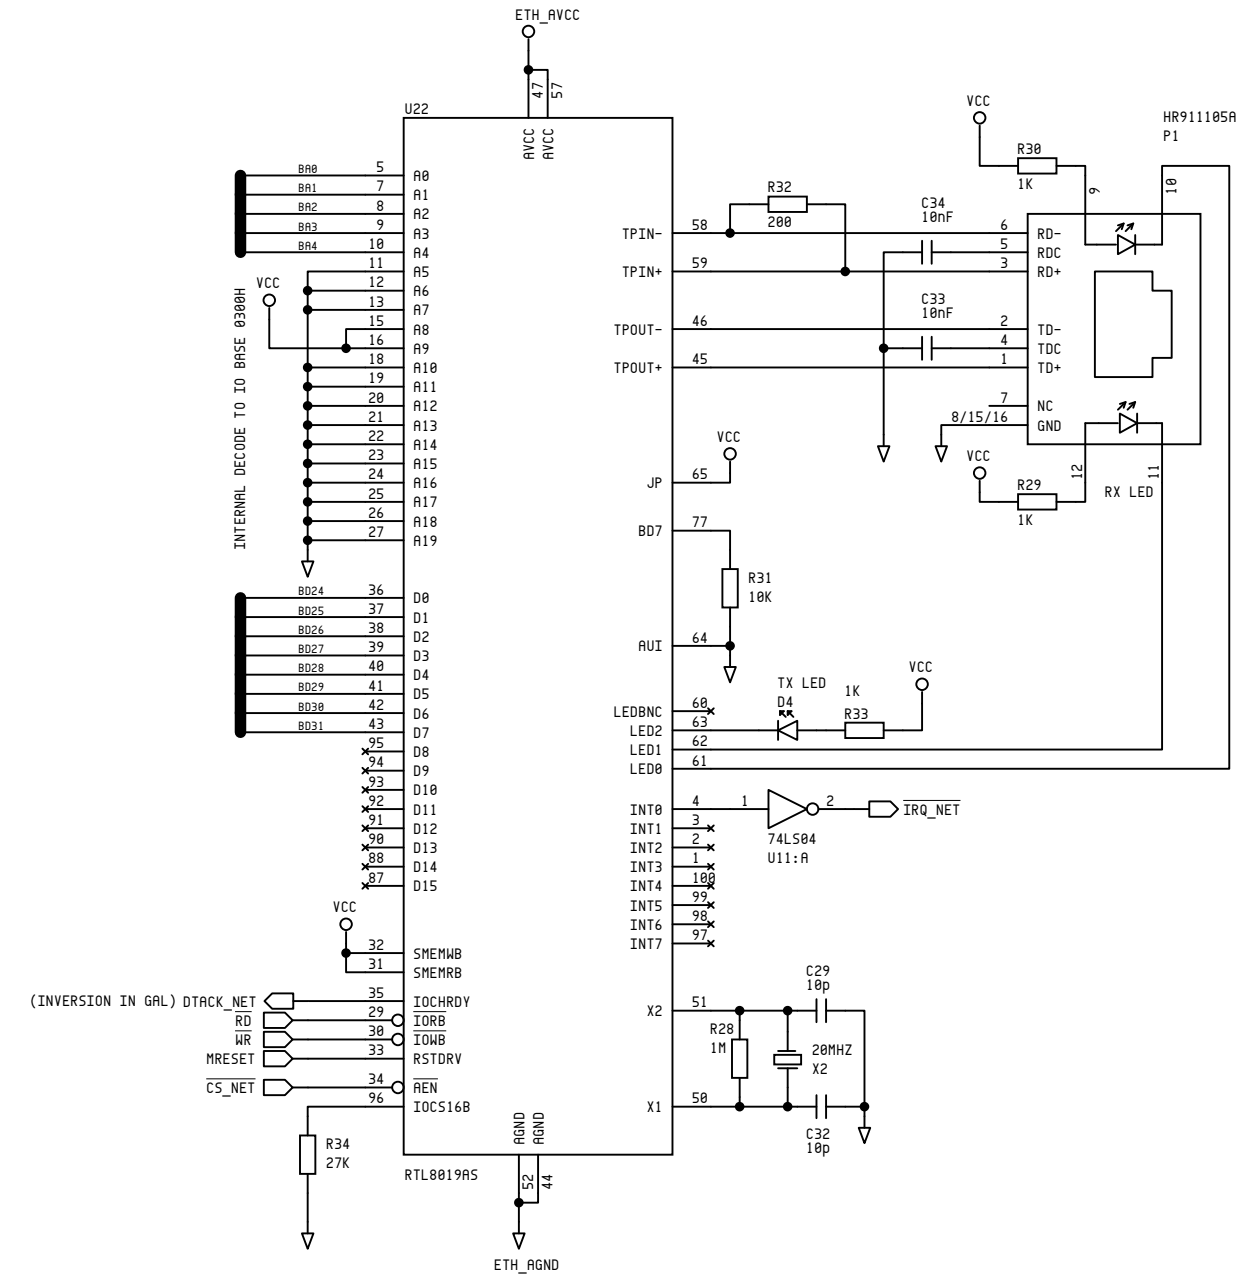 ETH_AVCC
47
57
U22
AVCC
AVCC
BA0 5 A0
BA1 7 A1
BA2 8 A2
BA3 9 A3
BA4 10 A4
11 A5
12 A6
13 A7
15 A8
16 A9
18 A10
19 A11
20 A12
21 A13
22 A14
23 A15
24 A16
25 A17
26 A18
27 A19
VCC
INTERNAL DECODE TO IO BASE 0300H
BD24 36 D0
BD25 37 D1
BD26 38 D2
BD27 39 D3
BD28 40 D4
BD29 41 D5
BD30 42 D6
BD31 43 D7
95 D8
94 D9
93 D10
92 D11
91 D12
90 D13
88 D14
87 D15
VCC
32 SMEMWB
31 SMEMRB
(INVERSION IN GAL) DTACK_NET 35 IOCHRDY
RD 29 IORB
WR 30 IOWB
MRESET 33 RSTDRV
CS_NET 34 AEN
96 IOCS16B
R34
27K
AGND
AGND
52
44
RTL8019AS
ETH_AGND
TPIN- 58
TPIN+ 59
TPOUT- 46
TPOUT+ 45
R32
200
C34
10nF
C33
10nF
VCC
R30
1K
9
10
HR911105A
P1
6 RD-
5 RDC
3 RD+
2 TD-
4 TDC
1 TD+
7 NC
8/15/16 GND
VCC
R29
1K
12
11
RX LED
VCC
JP 65
BD7 77
R31
10K
AUI 64
LEDBNC 60
LED2 63
LED1 62
LED0 61
TX LED
D4
1K
R33
VCC
INT0 4
INT1 3
INT2 2
INT3 1
INT4 100
INT5 99
INT6 98
INT7 97
1
2
IRQ_NET
74LS04
U11:A
X2 51
X1 50
R28
1M
20MHZ
X2
C29
10p
C32
10p